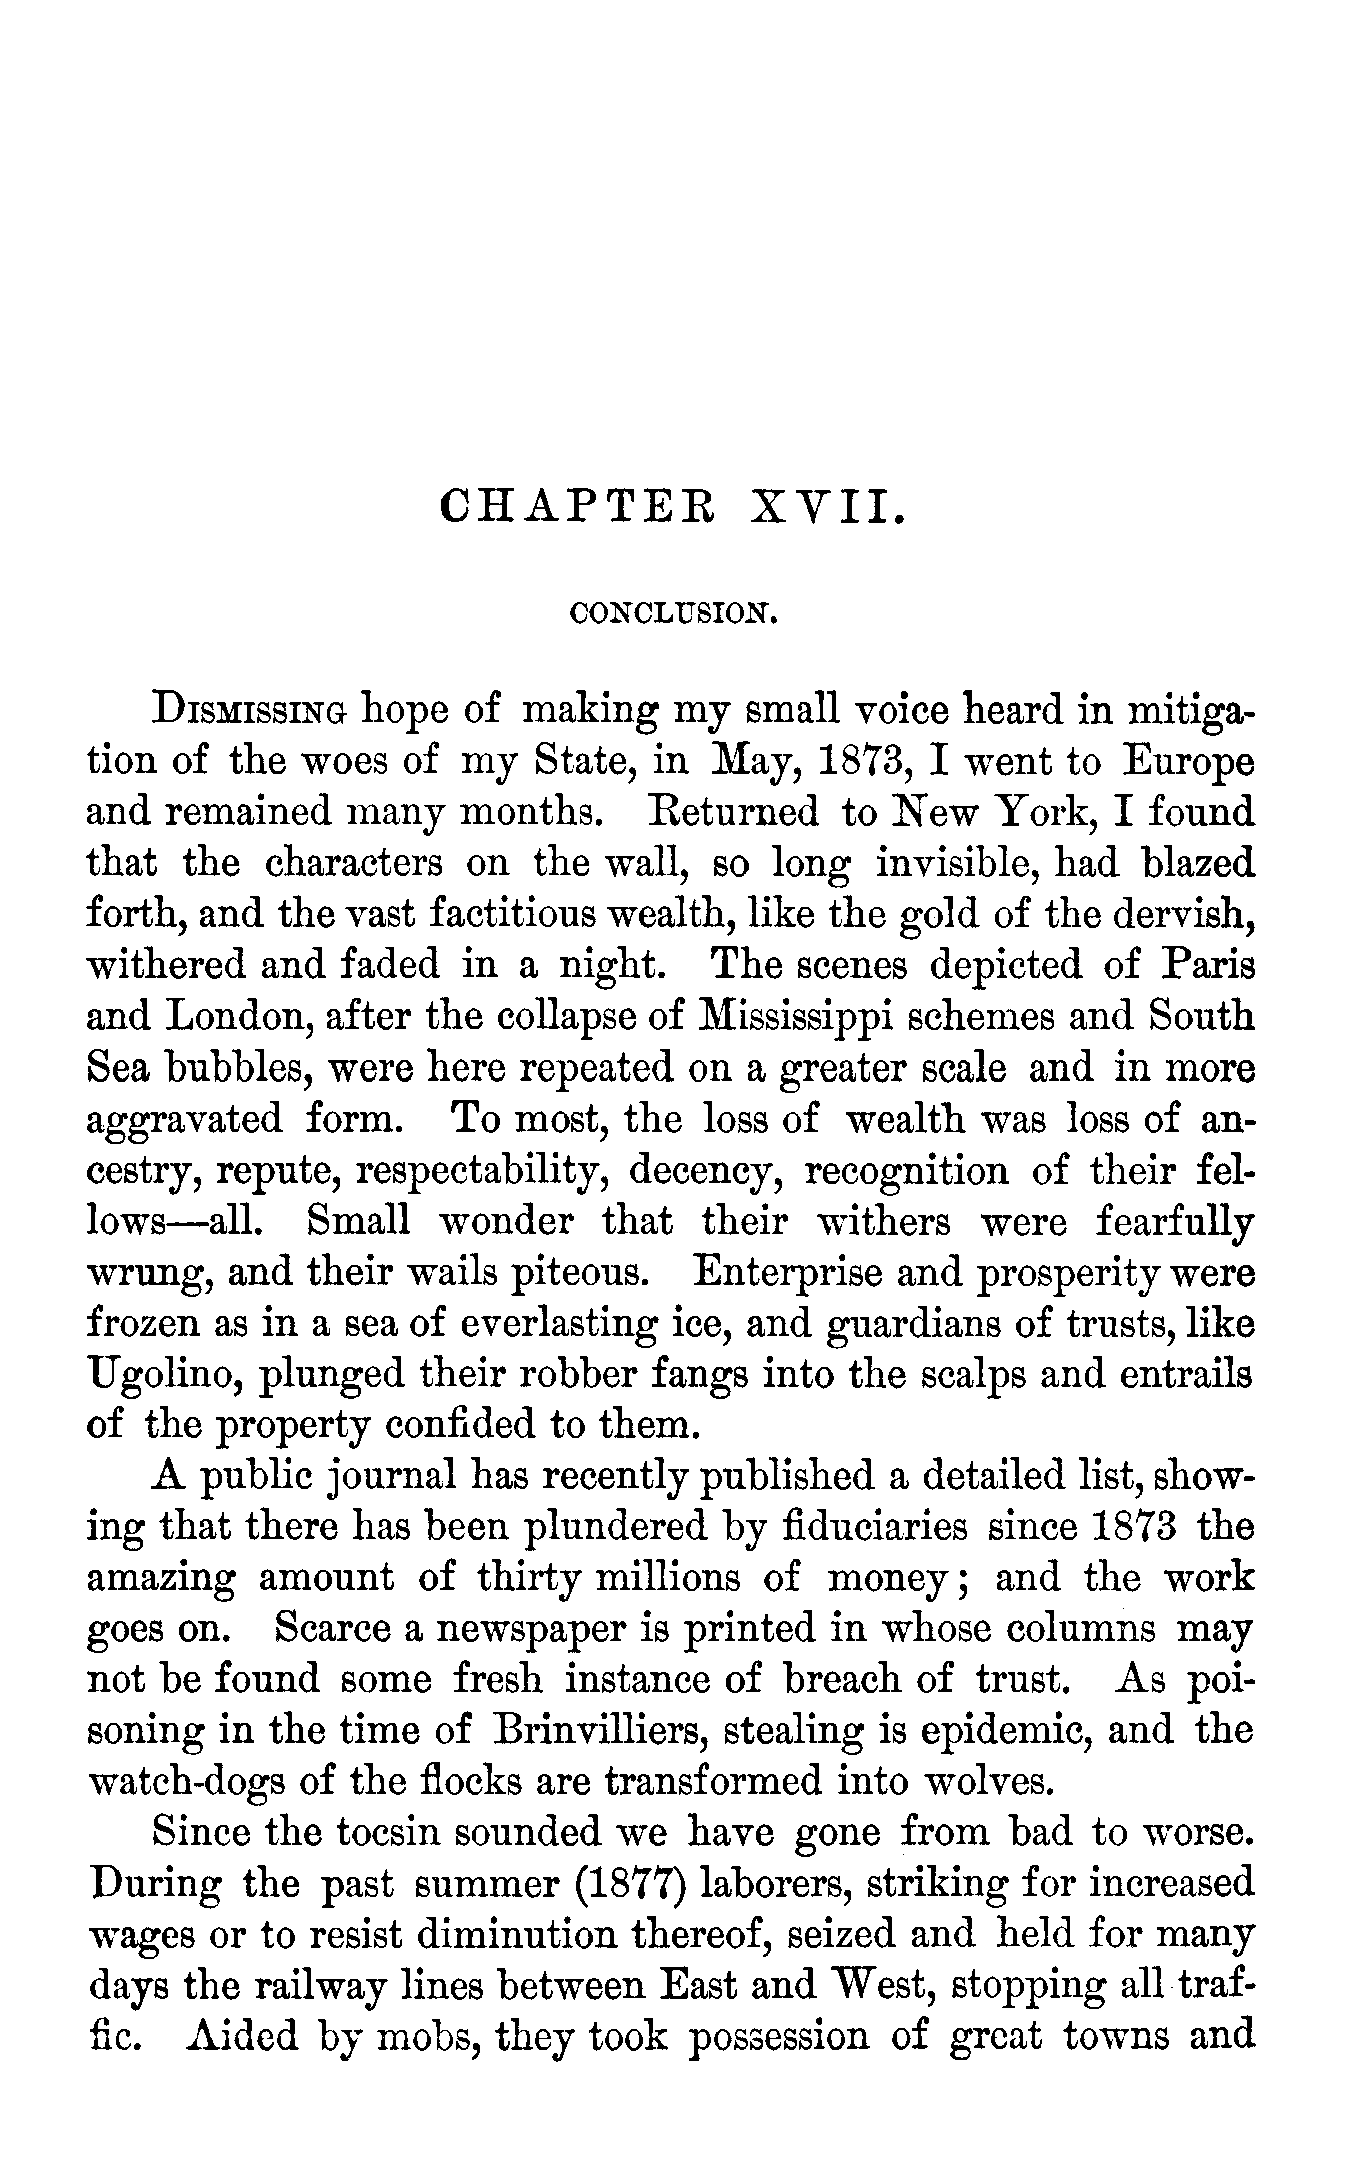 CHAPTER XVII.
CONCLUSION.
DISMISSING hope of making my small voice heard in mitiga-
tion of the woes of my State, in May, 1873, I went to Europe
and remained many months. Returned to New York, I found
that the characters on the wall, so long invisible, had blazed
forth, and the vast factitious wealth, like the gold of the dervish,
withered and faded in a night. The scenes depicted of Paris
and London, after the collapse of Mississippi schemes and South
Sea bubbles, were here repeated on a greater scale and in more
aggravated form. To most, the loss of wealth was loss of an-
cestry, repute, respectability, decency, recognition of their fel-
lows—all. Small wonder that their withers were fearfully
wrung, and their wails piteous. Enterprise and prosperity were
frozen as in a sea of everlasting ice, and guardians of trusts, like
Ugolino, plunged their robber fangs into the scalps and entrails
of the property confided to them.
A public journal has recently published a detailed list, show-
ing that there has been plundered by fiduciaries since 1873 the
amazing amount of thirty millions of money; and the work
goes on. Scarce a newspaper is printed in whose columns may
not be found some fresh instance of breach of trust. As poi-
soning in the time of Brinvilliers, stealing is epidemic, and the
watch-dogs of the flocks are transformed into wolves.
Since the tocsin sounded we have gone from bad to worse.
During the past summer (1877) laborers, striking for increased
wages or to resist diminution thereof, seized and held for many
days the railway lines between East and West, stopping all traf-
fic. Aided by mobs, they took possession of great towns and